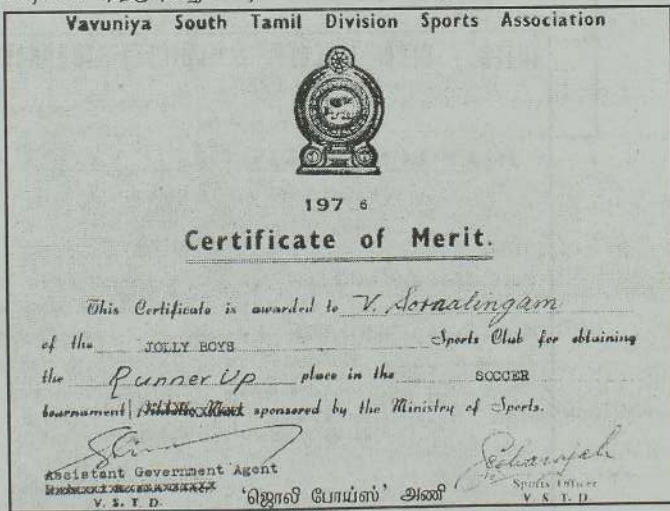 Vavuniya South Tamil Division Sports Association
197 6
Certificate of Merit.
This Certificate is awarded to V. Sornalingam
of the JOLLY BOYS Sports Club for obtaining
the Runner Up place in the SOCCER
tournament / sponsored by the Ministry of Sports.
Assistant Government Agent
V. S. T. D.
'ஜொலி போய்ஸ்' அணி
Sports Officer
V. S. T. D.